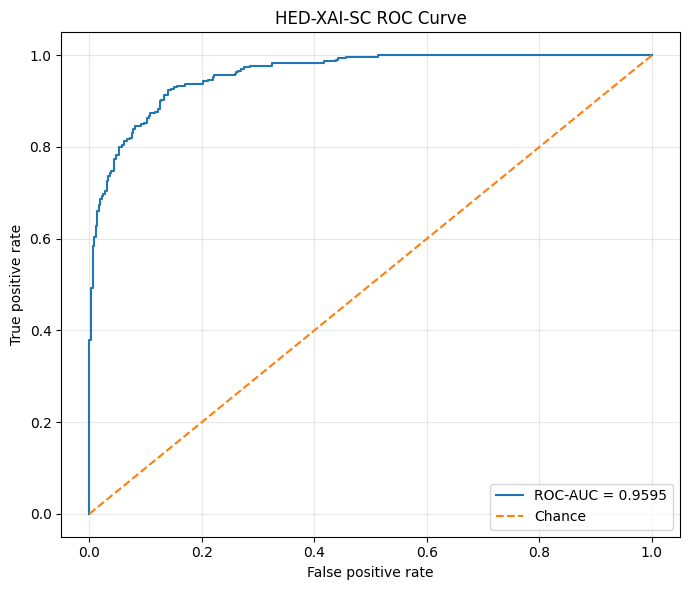 HED-XAI-SC ROC Curve
True positive rate
1.0
0.8
0.6
0.4
0.2
0.0
0.0 0.2 0.4 0.6 0.8 1.0
False positive rate
ROC-AUC = 0.9595
Chance